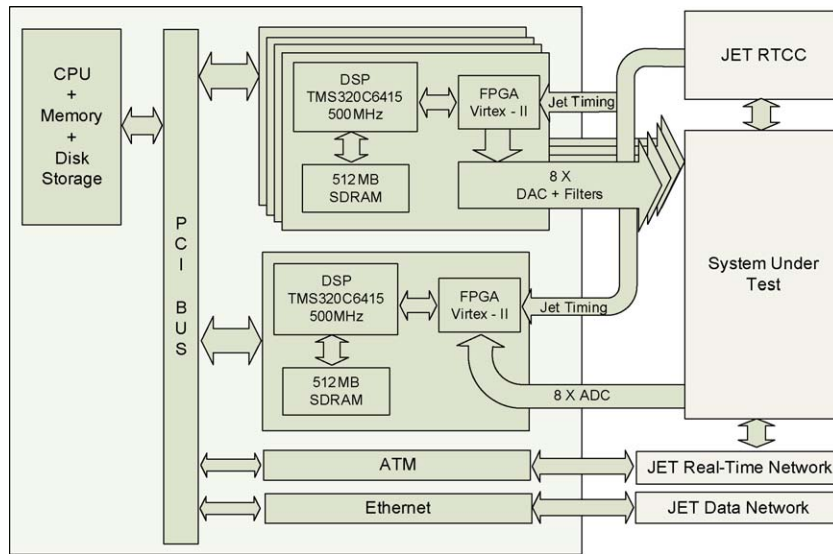 CPU
+
Memory
+
Disk
Storage
PCI BUS
DSP
TMS320C6415
500MHz
FPGA
Virtex - II
512MB
SDRAM
Jet Timing
8 X
DAC + Filters
JET RTCC
System Under
Test
DSP
TMS320C6415
500MHz
FPGA
Virtex - II
Jet Timing
512MB
SDRAM
8 X ADC
ATM
JET Real-Time Network
Ethernet
JET Data Network